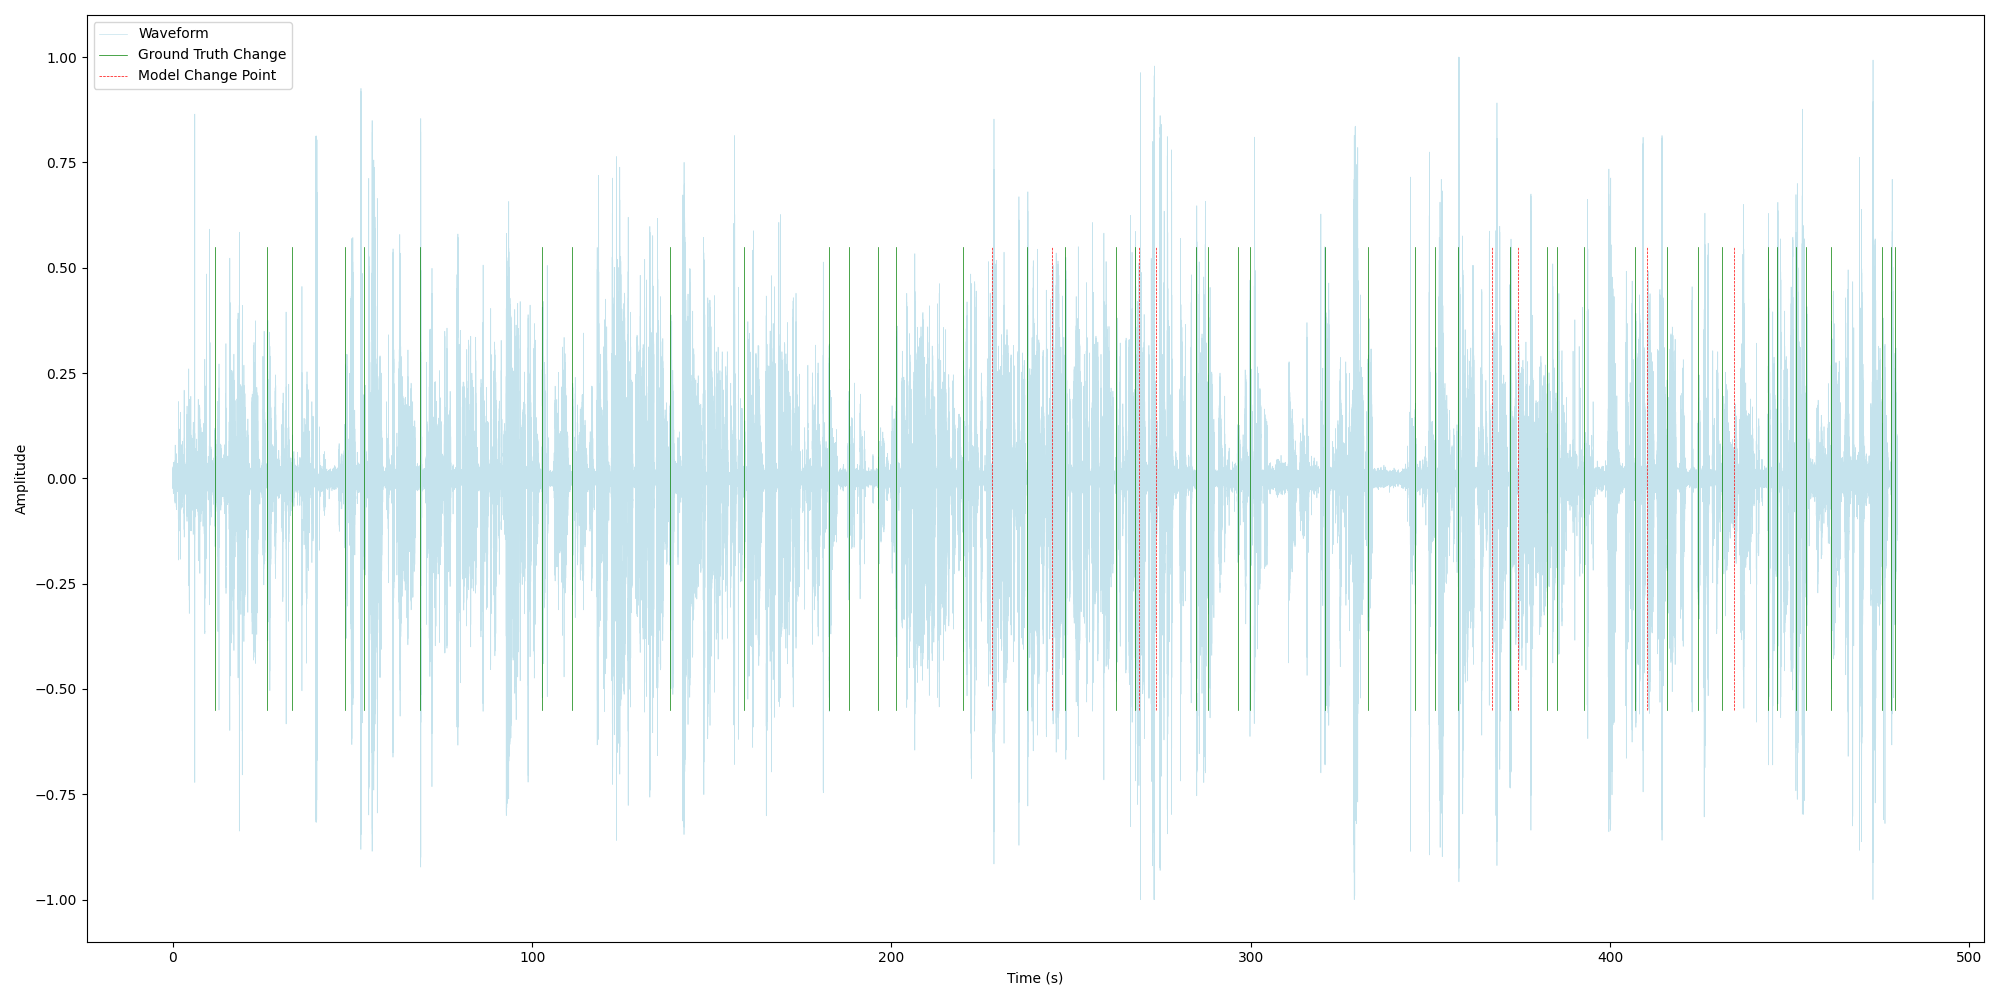 Waveform
Ground Truth Change
Model Change Point
1.00
0.75
0.50
0.25
0.00
−0.25
−0.50
−0.75
−1.00
Amplitude
0 100 200 300 400 500
Time (s)